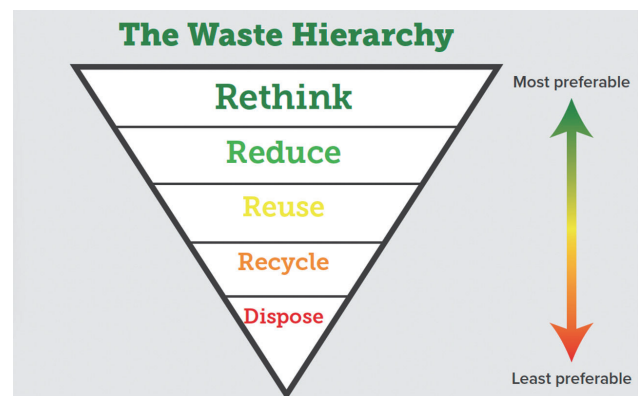 The Waste Hierarchy
Most preferable
Rethink
Reduce
Reuse
Recycle
Dispose
Least preferable